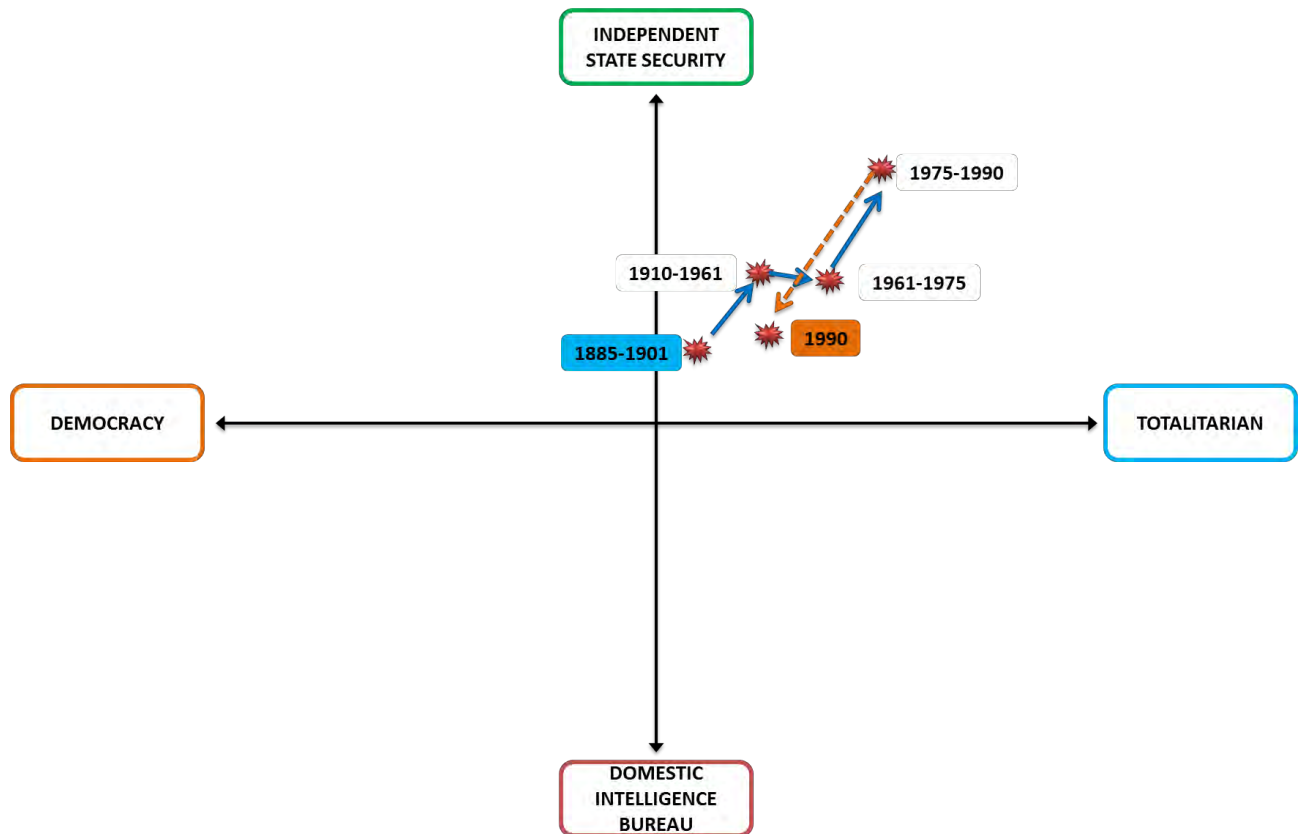 INDEPENDENT
STATE SECURITY
1975-1990
1910-1961
1961-1975
1990
1885-1901
DEMOCRACY
TOTALITARIAN
DOMESTIC
INTELLIGENCE
BUREAU